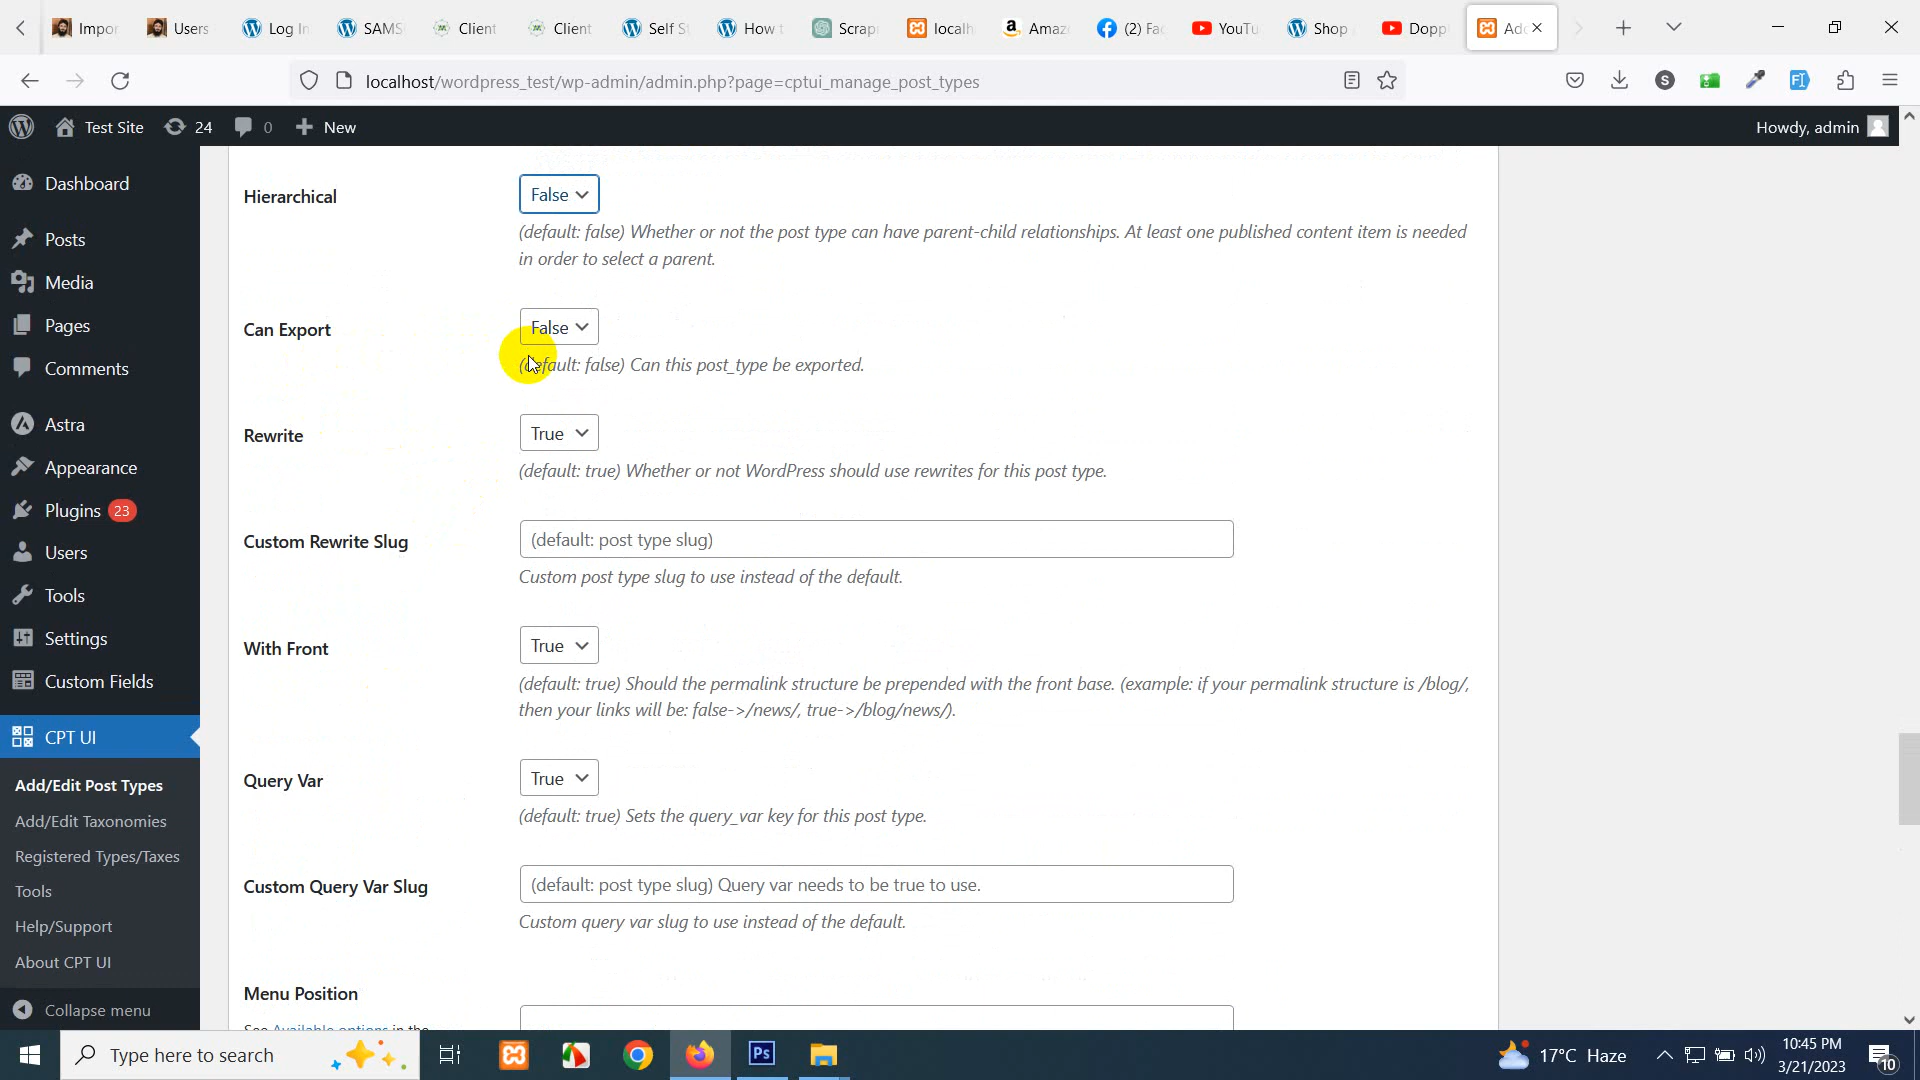 Impor
Users
Log In
SAMS
Client
Client
Self S
How t
Scrap
localh
Amaz
(2) Fac
YouTu
Shop
Dopp
Ad
localhost/wordpress_test/wp-admin/admin.php?page=cptui_manage_post_types
Test Site
24
0
New
Howdy, admin
Dashboard
Posts
Media
Pages
Comments
Astra
Appearance
Plugins 23
Users
Tools
Settings
Custom Fields
CPT UI
Add/Edit Post Types
Add/Edit Taxonomies
Registered Types/Taxes
Tools
Help/Support
About CPT UI
Collapse menu
Hierarchical
False
(default: false) Whether or not the post type can have parent-child relationships. At least one published content item is needed
in order to select a parent.
Can Export
False
(default: false) Can this post_type be exported.
Rewrite
True
(default: true) Whether or not WordPress should use rewrites for this post type.
Custom Rewrite Slug
(default: post type slug)
Custom post type slug to use instead of the default.
With Front
True
(default: true) Should the permalink structure be prepended with the front base. (example: if your permalink structure is /blog/,
then your links will be: false->/news/, true->/blog/news/).
Query Var
True
(default: true) Sets the query_var key for this post type.
Custom Query Var Slug
(default: post type slug) Query var needs to be true to use.
Custom query var slug to use instead of the default.
Menu Position
See Available options in the
Type here to search
Ps
17°C Haze
10:45 PM
3/21/2023
10